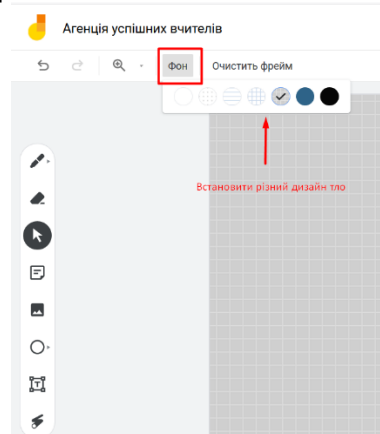 Агенція успішних вчителів
Фон
Очистить фрейм
Встановити різний дизайн тло
T